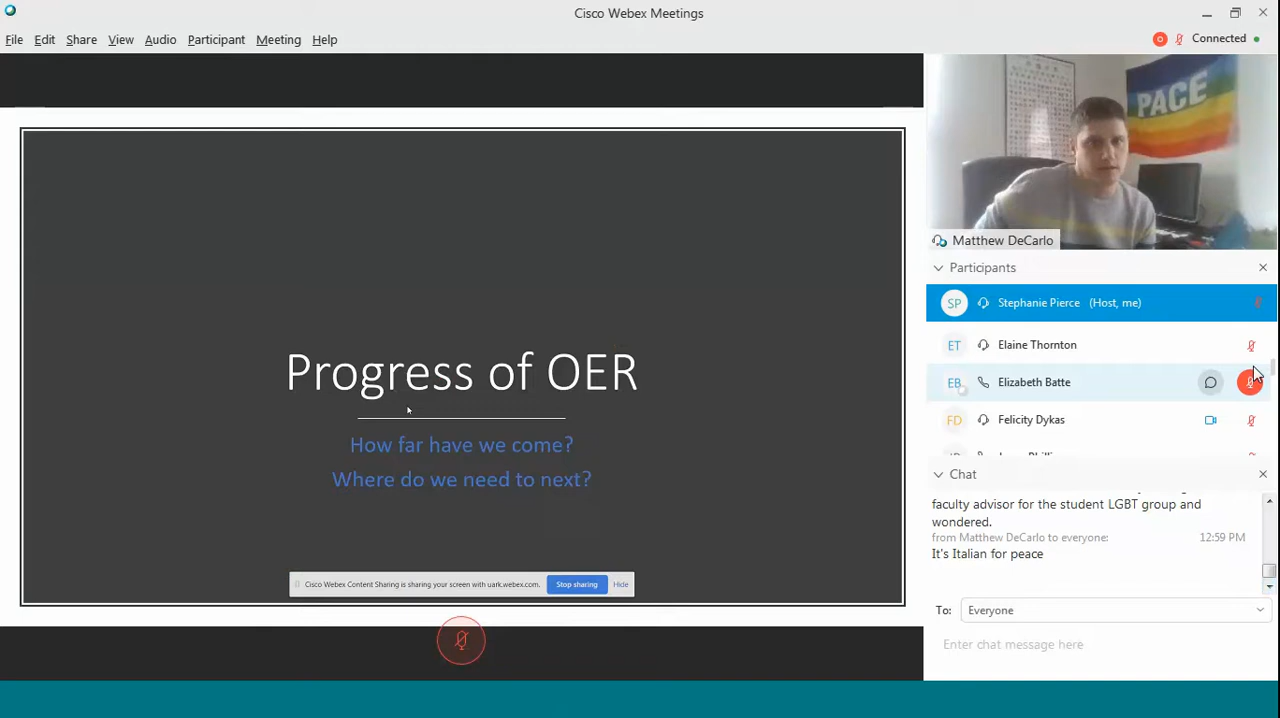 Cisco Webex Meetings
File Edit Share View Audio Participant Meeting Help
Connected
PACE
Matthew DeCarlo
Participants
SP Stephanie Pierce (Host, me)
ET Elaine Thornton
EB Elizabeth Batte
FD Felicity Dykas
Progress of OER
How far have we come?
Where do we need to next?
Cisco Webex Content Sharing is sharing your screen with uark.webex.com. Stop sharing Hide
Chat
faculty advisor for the student LGBT group and
wondered.
from Matthew DeCarlo to everyone: 12:59 PM
It's Italian for peace
To: Everyone
Enter chat message here